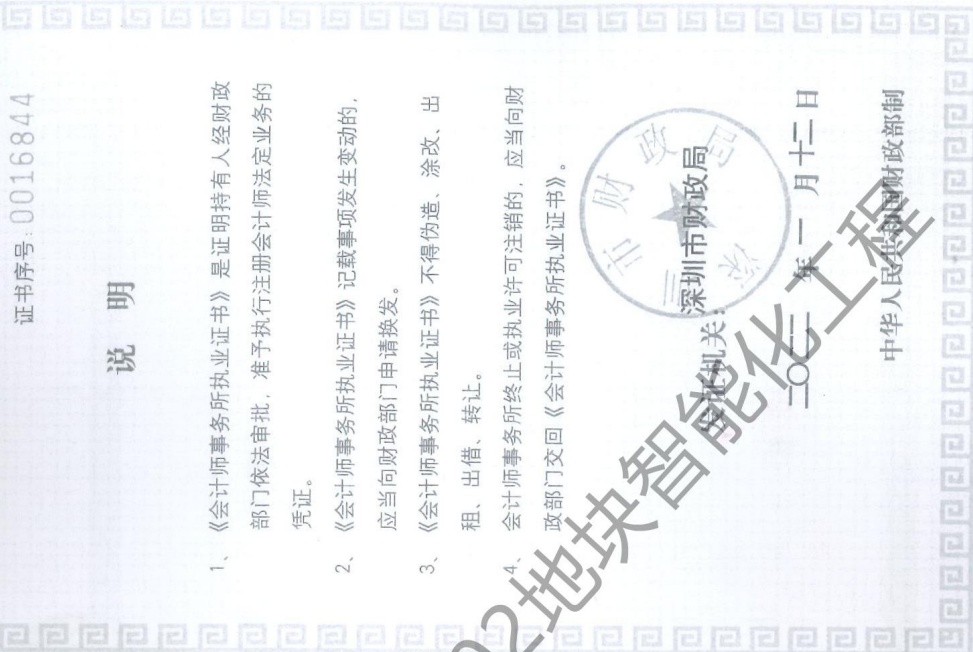 证书序号:0016844
说 明
1、《会计师事务所执业证书》是证明持有人经财政
部门依法审批，准予执行注册会计师法定业务的
凭证。
2、《会计师事务所执业证书》记载事项发生变动的，
应当向财政部门申请换发。
3、《会计师事务所执业证书》不得伪造、涂改、出
租、出借、转让。
4、会计师事务所终止或执业许可注销的，应当向财
政部门交回《会计师事务所执业证书》。
发证机关：深圳市财政局
深圳市财政局
二〇二二年一月十二日
中华人民共和国财政部制
02地块智能化工程